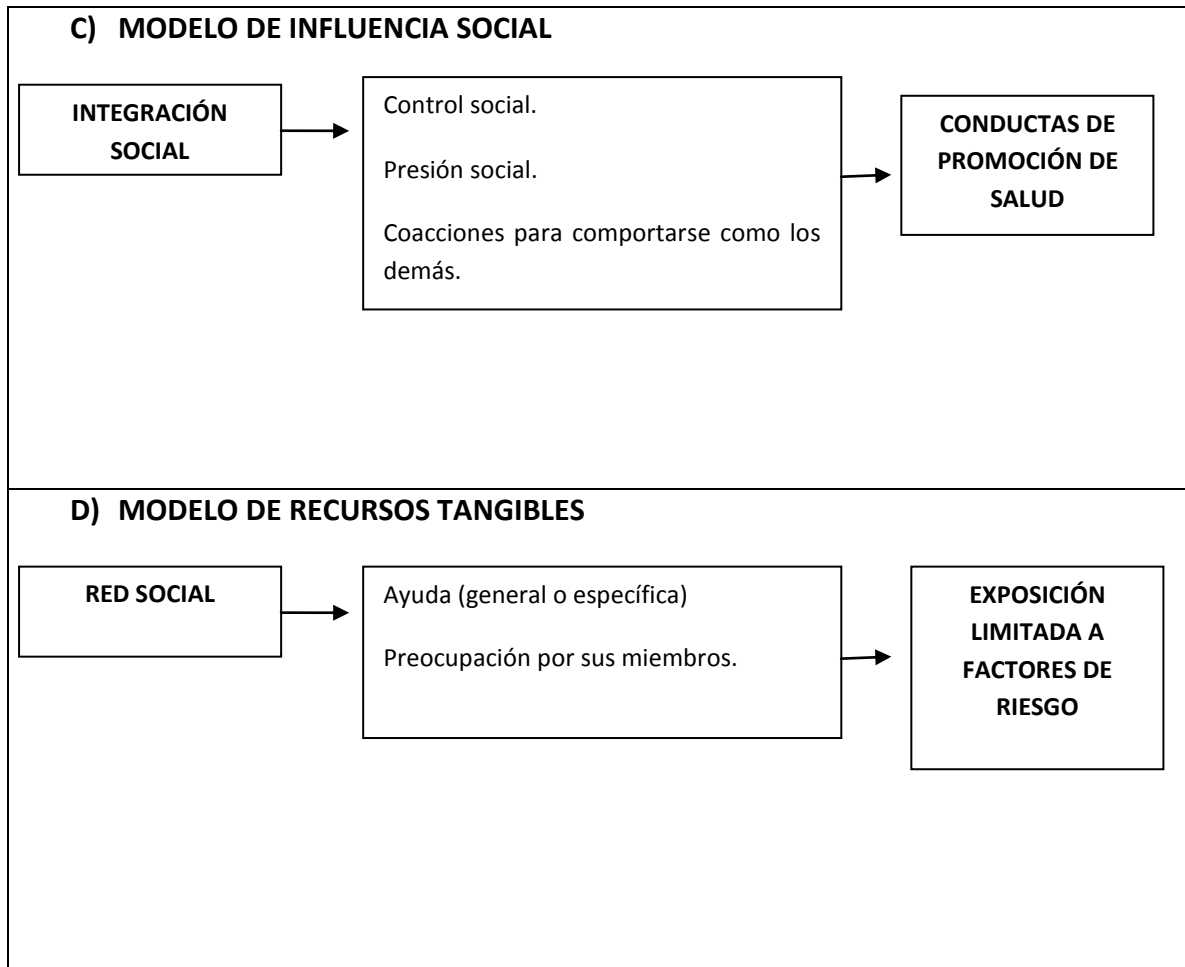 C) MODELO DE INFLUENCIA SOCIAL
INTEGRACIÓN
SOCIAL
Control social.
Presión social.
Coacciones para comportarse como los
demás.
CONDUCTAS DE
PROMOCIÓN DE
SALUD
D) MODELO DE RECURSOS TANGIBLES
RED SOCIAL
Ayuda (general o específica)
Preocupación por sus miembros.
EXPOSICIÓN
LIMITADA A
FACTORES DE
RIESGO